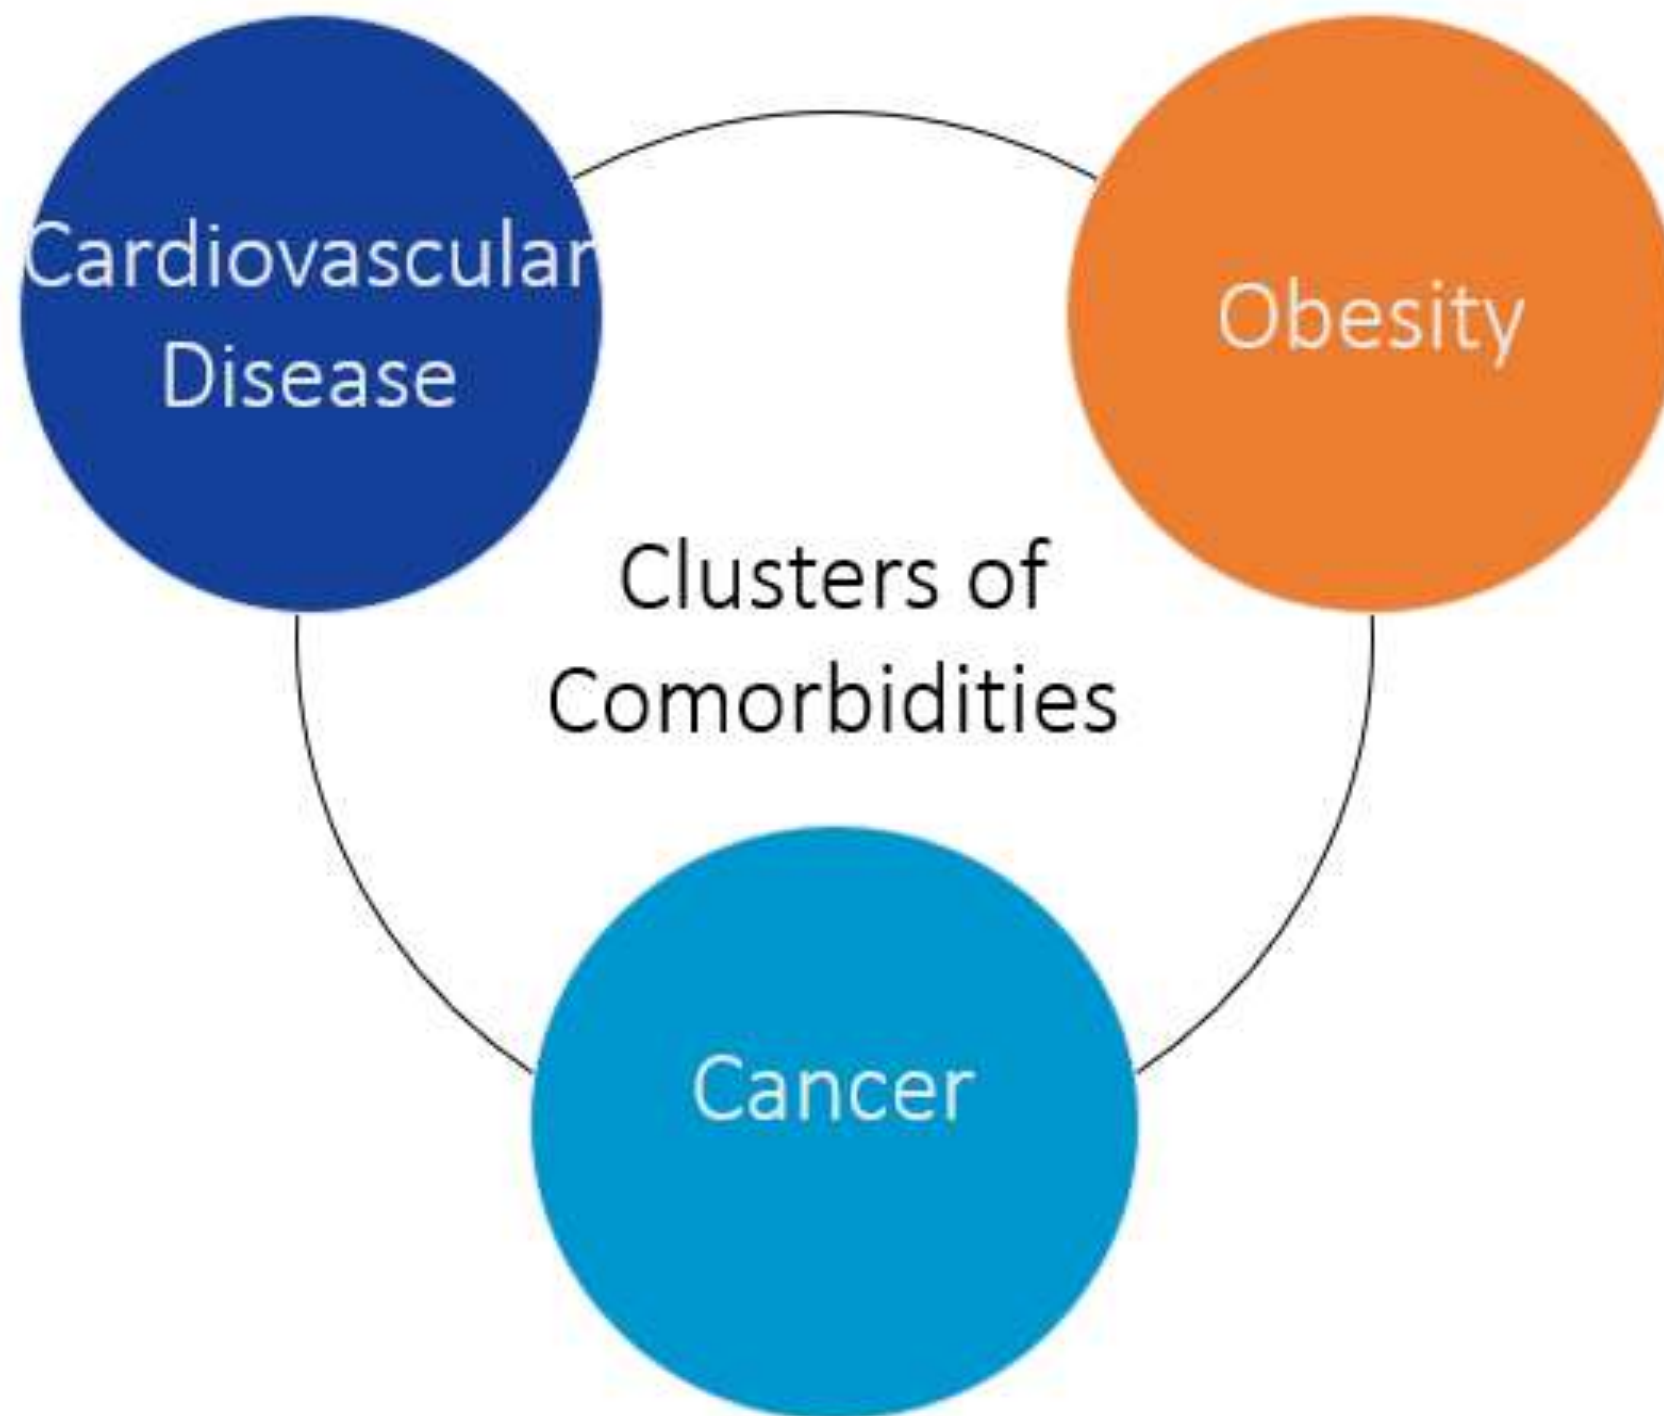 Cardiovascular
Disease
Obesity
Clusters of
Comorbidities
Cancer